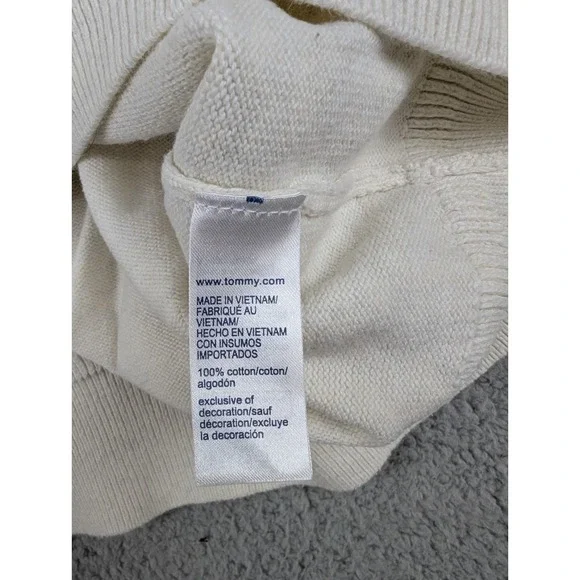 www.tommy.com
MADE IN VIETNAM/
FABRIQUÉ AU
VIETNAM/
HECHO EN VIETNAM
CON INSUMOS
IMPORTADOS
100% cotton/coton/
algodón
exclusive of
decoration/sauf
décoration/excluye
la decoración